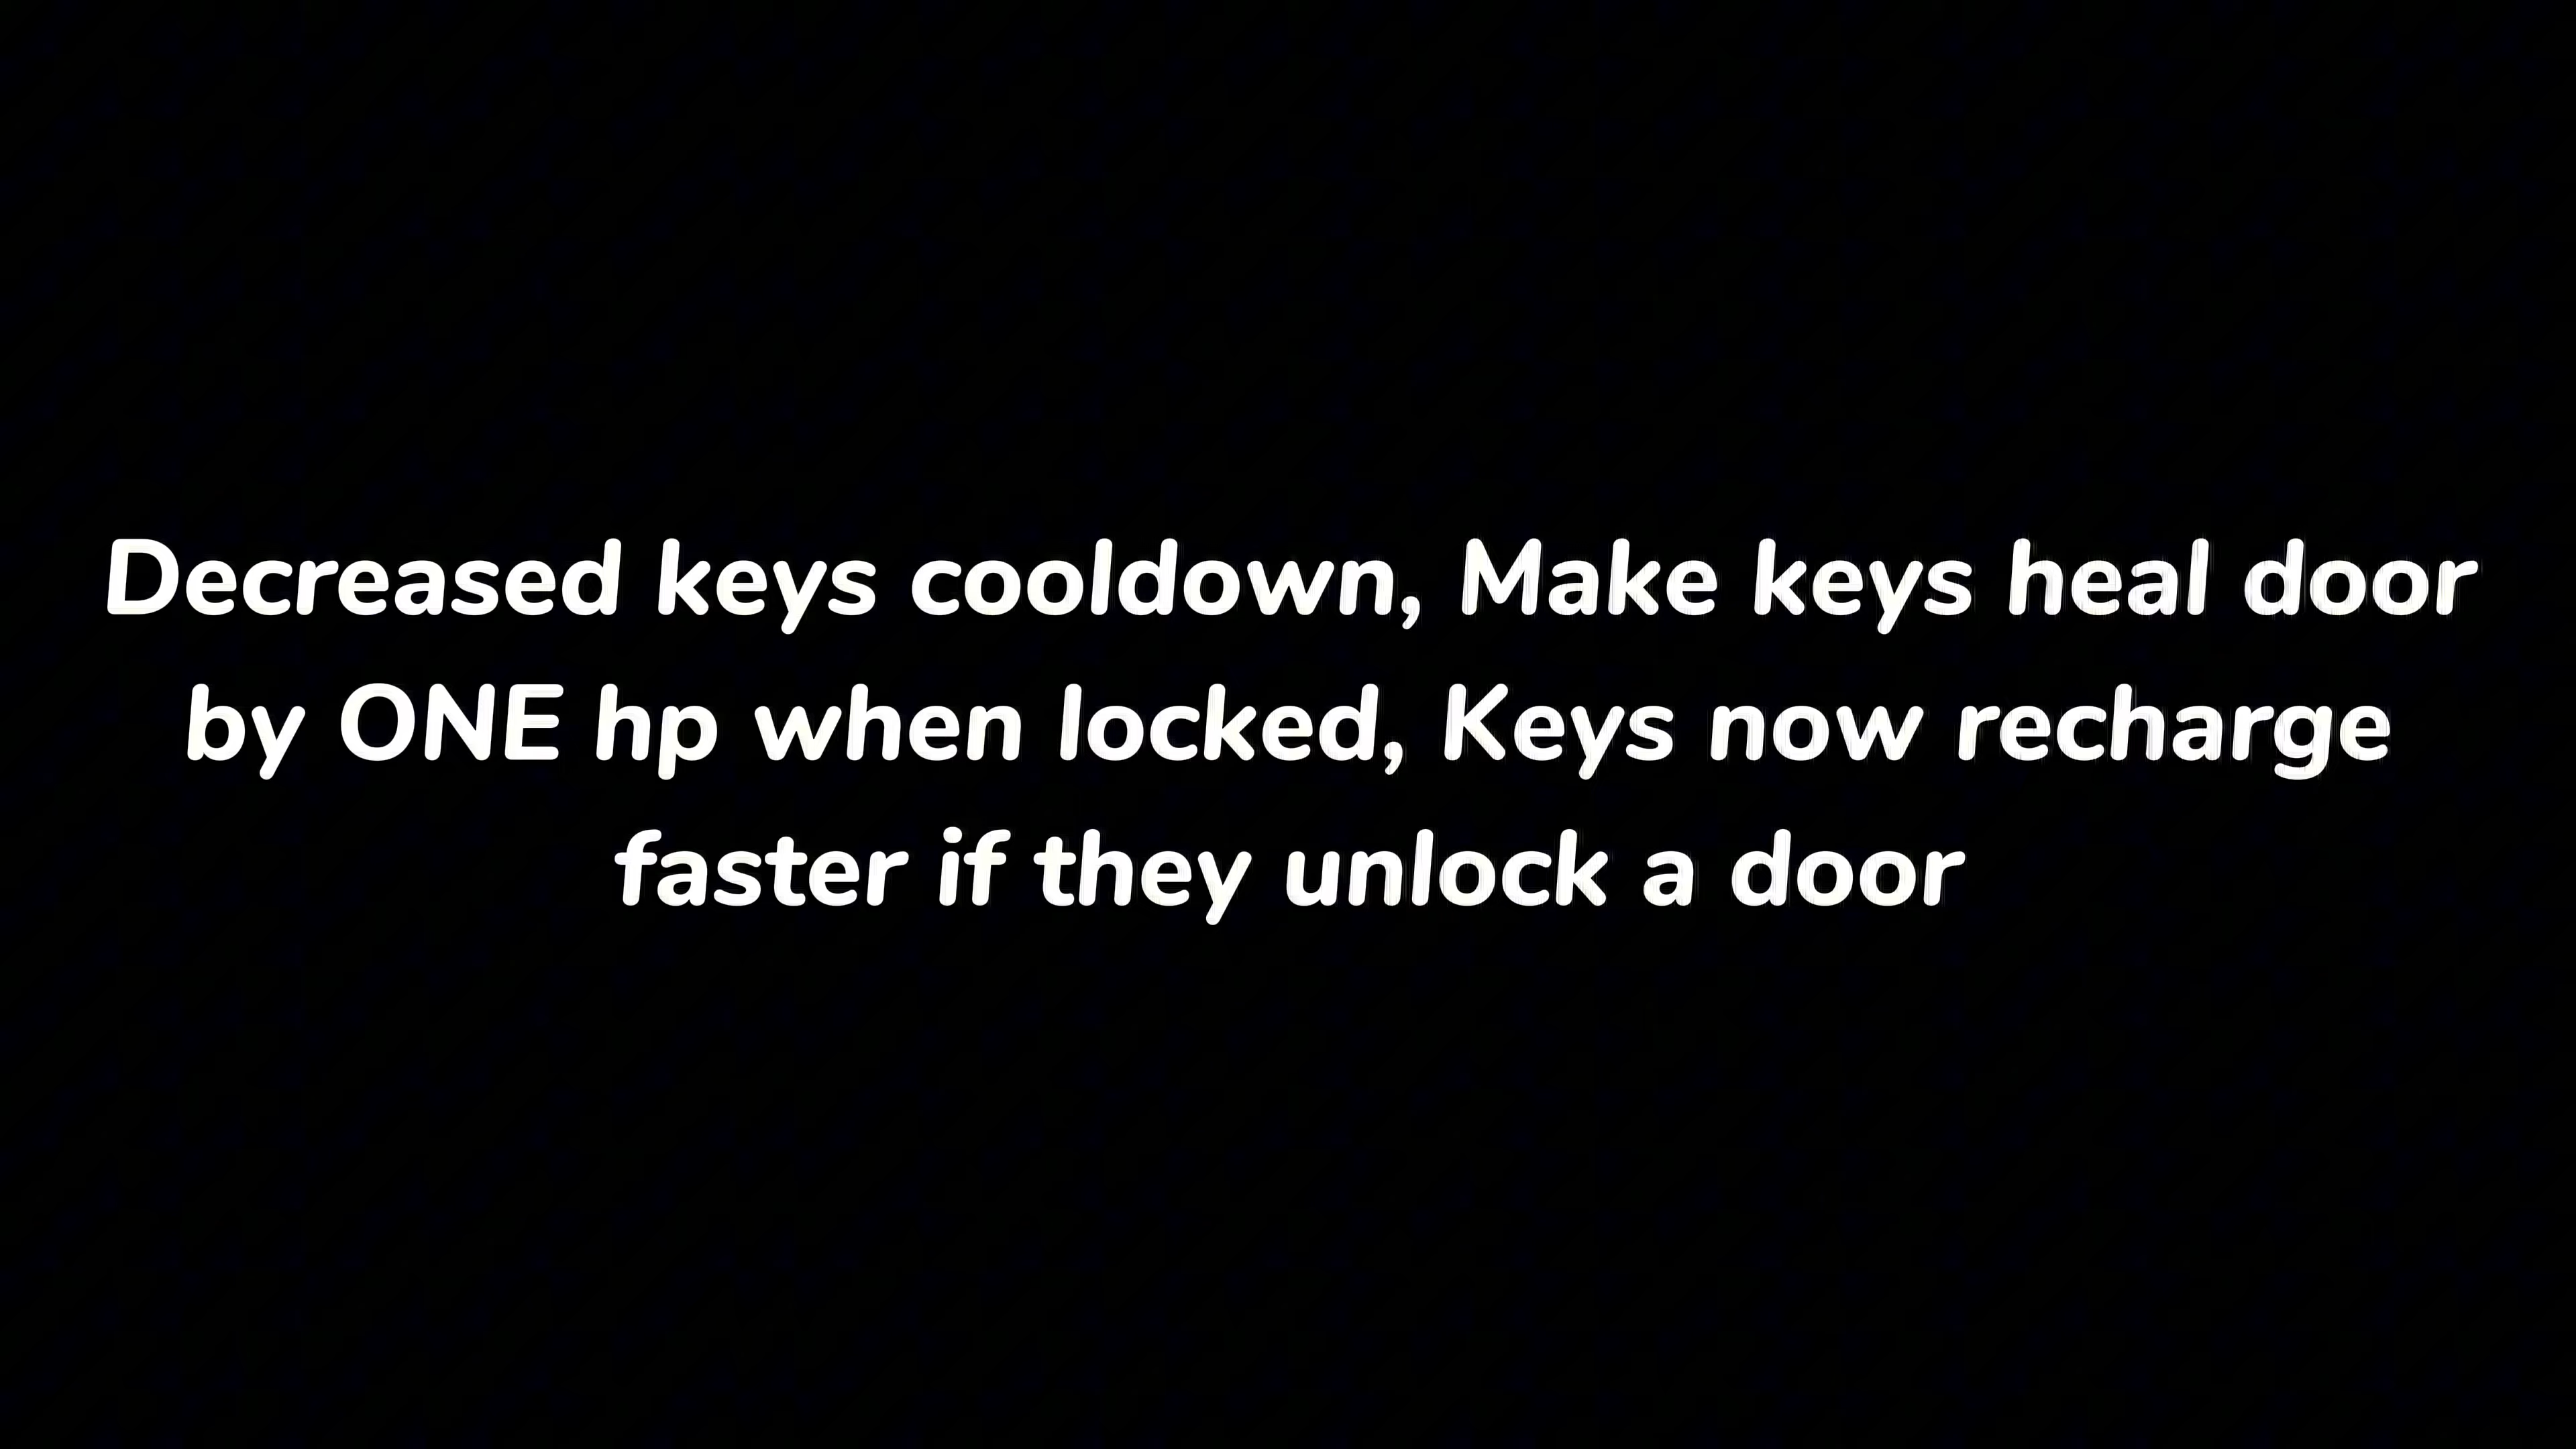 Decreased keys cooldown, Make keys heal door
by ONE hp when locked, Keys now recharge
faster if they unlock a door